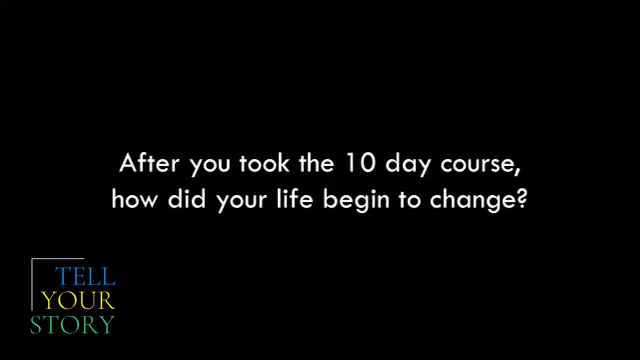 After you took the 10 day course,
how did your life begin to change?
TELL
YOUR
STORY